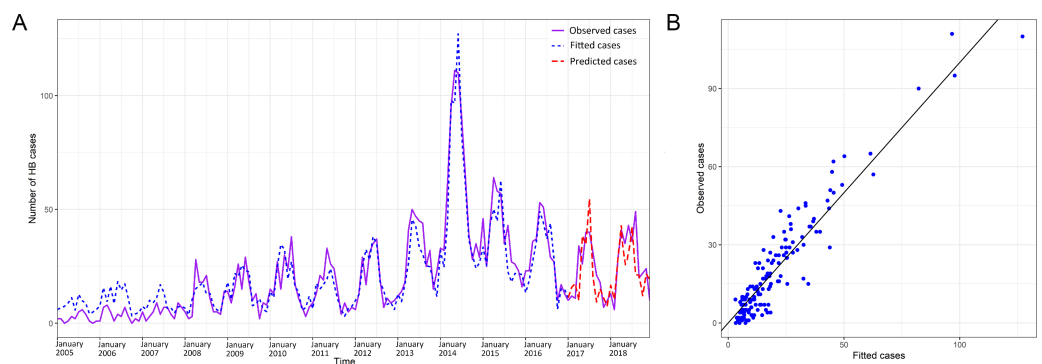 A
Observed cases
Fitted cases
Predicted cases
Number of HB cases
100
50
0
January 2005
January 2006
January 2007
January 2008
January 2009
January 2010
January 2011
January 2012
January 2013
January 2014
January 2015
January 2016
January 2017
January 2018
Time
B
Observed cases
90
60
30
0
0
50
100
Fitted cases